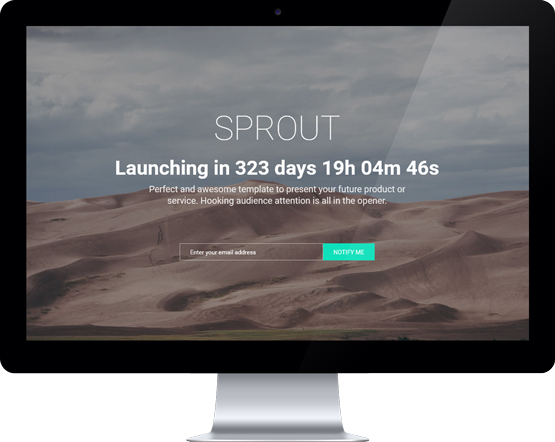 SPROUT
Launching in 323 days 19h 04m 46s
Perfect and awesome template to present your future product or
service. Hooking audience attention is all in the opener.
Enter your email address
NOTIFY ME